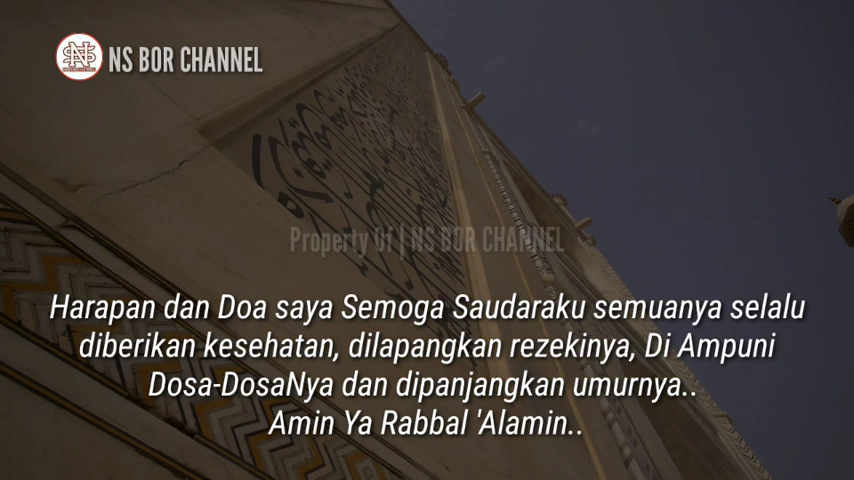 NS BOR CHANNEL
Property Of | NS BOR CHANNEL
Harapan dan Doa saya Semoga Saudaraku semuanya selalu
diberikan kesehatan, dilapangkan rezekinya, Di Ampuni
Dosa-DosaNya dan dipanjangkan umurnya..
Amin Ya Rabbal 'Alamin..